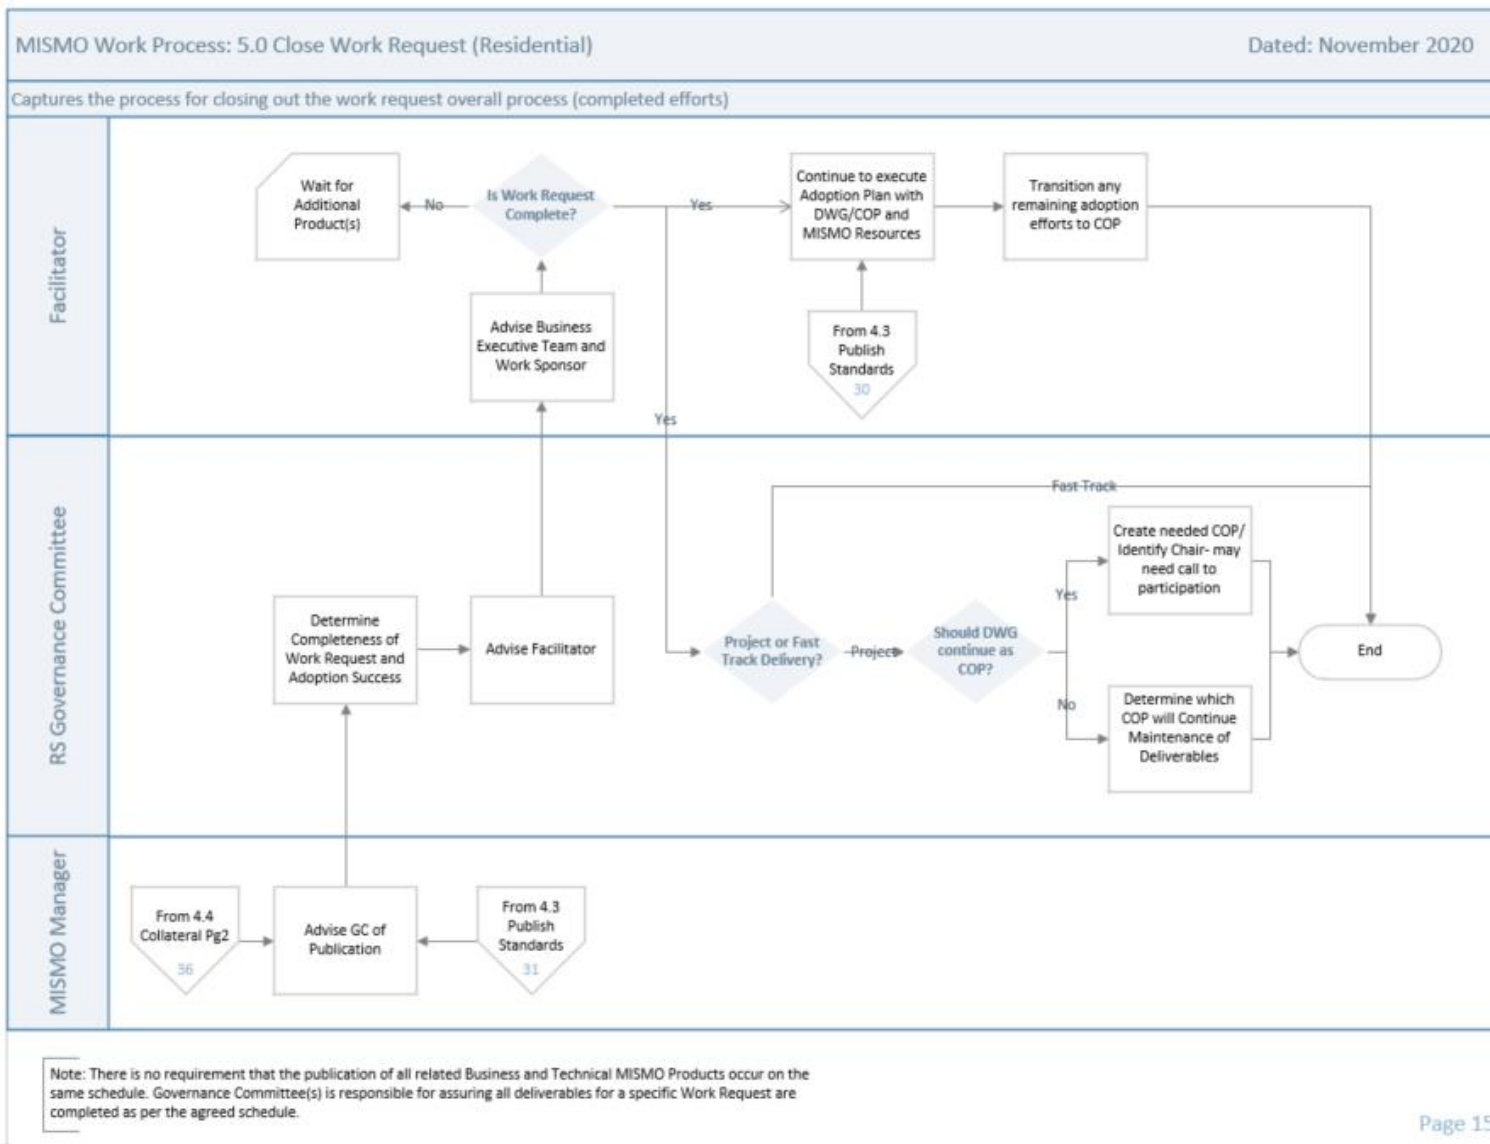 MISMO Work Process: 5.0 Close Work Request (Residential)
Dated: November 2020
Captures the process for closing out the work request overall process (completed efforts)
Facilitator
Wait for
Additional
Product(s)
No
Is Work Request
Complete?
Yes
Continue to execute
Adoption Plan with
DWG/COP and
MISMO Resources
Transition any
remaining adoption
efforts to COP
Advise Business
Executive Team and
Work Sponsor
From 4.3
Publish
Standards
30
Yes
RS Governance Committee
Fast Track
Determine
Completeness of
Work Request and
Adoption Success
Advise Facilitator
Project or Fast
Track Delivery?
Project
Should DWG
continue as
COP?
Yes
No
Create needed COP/
Identify Chair- may
need call to
participation
Determine which
COP will Continue
Maintenance of
Deliverables
End
MISMO Manager
From 4.4
Collateral Pg2
36
Advise GC of
Publication
From 4.3
Publish
Standards
31
Note: There is no requirement that the publication of all related Business and Technical MISMO Products occur on the
same schedule. Governance Committee(s) is responsible for assuring all deliverables for a specific Work Request are
completed as per the agreed schedule.
Page 15